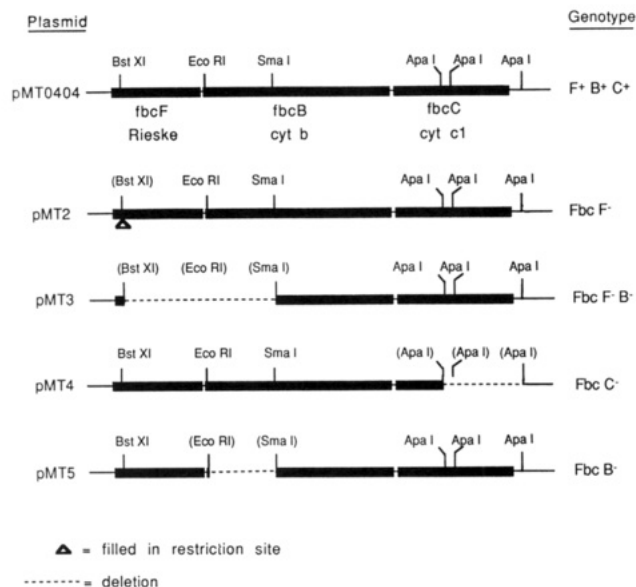 Plasmid Genotype
Bst XI Eco RI Sma I Apa I Apa I Apa I
pMT0404 F+ B+ C+
fbcF fbcB fbcC
Rieske cyt b cyt c1
(Bst XI) Eco RI Sma I Apa I Apa I Apa I
pMT2 Fbc F-
(Bst XI) (Eco RI) (Sma I) Apa I Apa I Apa I
pMT3 Fbc F- B-
Bst XI Eco RI Sma I (Apa I) (Apa I) (Apa I)
pMT4 Fbc C-
Bst XI (Eco RI) (Sma I) Apa I Apa I Apa I
pMT5 Fbc B-
= filled in restriction site
= deletion